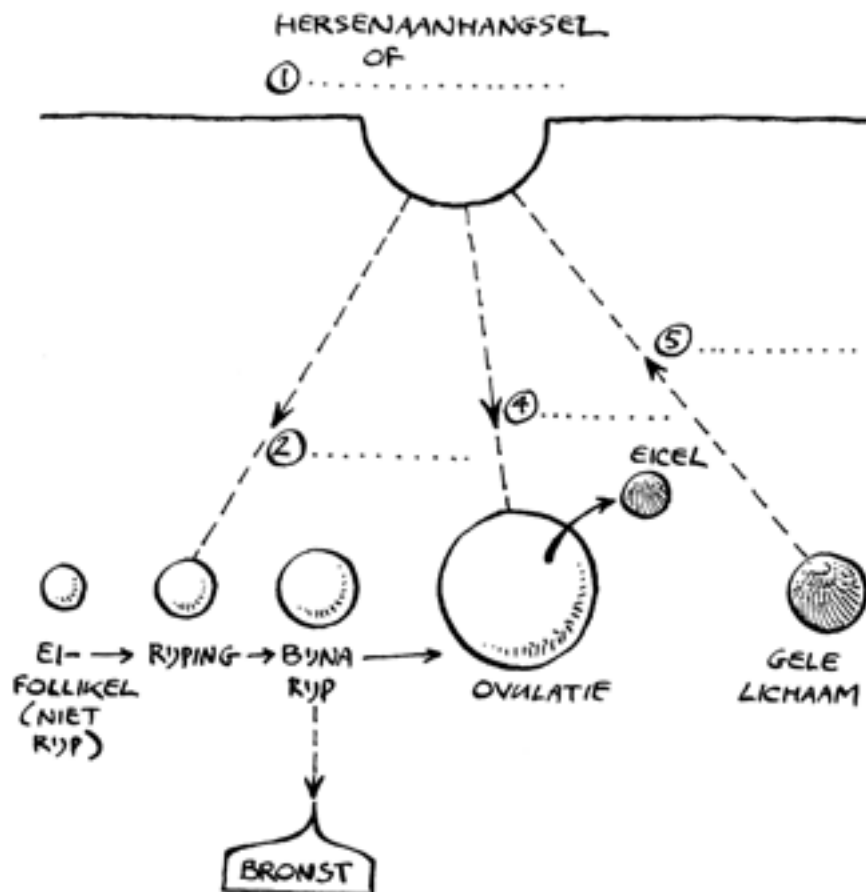 HERSENAANHANGSEL
OF
① ....................
⑤ ..............
④ ............
② ............
EICEL
EI-
FOLLIKEL
(NIET
RIJP)
RIJPING
BIJNA
RIJP
OVULATIE
GELE
LICHAAM
BRONST